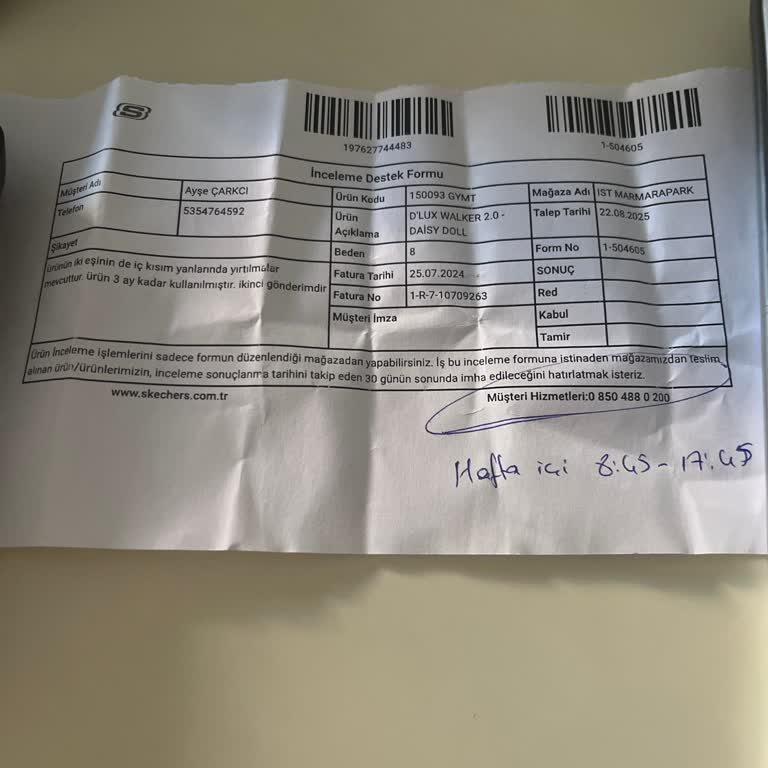 S
197627744483
1-504605
İnceleme Destek Formu
Müşteri Adı Ayşe ÇARKCI Ürün Kodu 150093 GYMT Mağaza Adı IST MARMARAPARK
Telefon 5354764592 Ürün Açıklama D'LUX WALKER 2.0 - DAİSY DOLL Talep Tarihi 22.08.2025
Şikayet Beden 8 Form No 1-504605
Ürünün iki eşinin de iç kısım yanlarında yırtılmalar Fatura Tarihi 25.07.2024 SONUÇ
mevcuttur. ürün 3 ay kadar kullanılmıştır. ikinci gönderimdir Fatura No 1-R-7-10709263 Red
Müşteri İmza Kabul
Tamir
Ürün İnceleme işlemlerini sadece formun düzenlendiği mağazadan yapabilirsiniz. İş bu inceleme formuna istinaden mağazamızdan Teslim
alınan ürün/ürünlerimizin, inceleme sonuçlanma tarihini takip eden 30 günün sonunda imha edileceğini hatırlatmak isteriz.
www.skechers.com.tr Müşteri Hizmetleri:0 850 488 0 200
Hafta içi 8:45-17:45